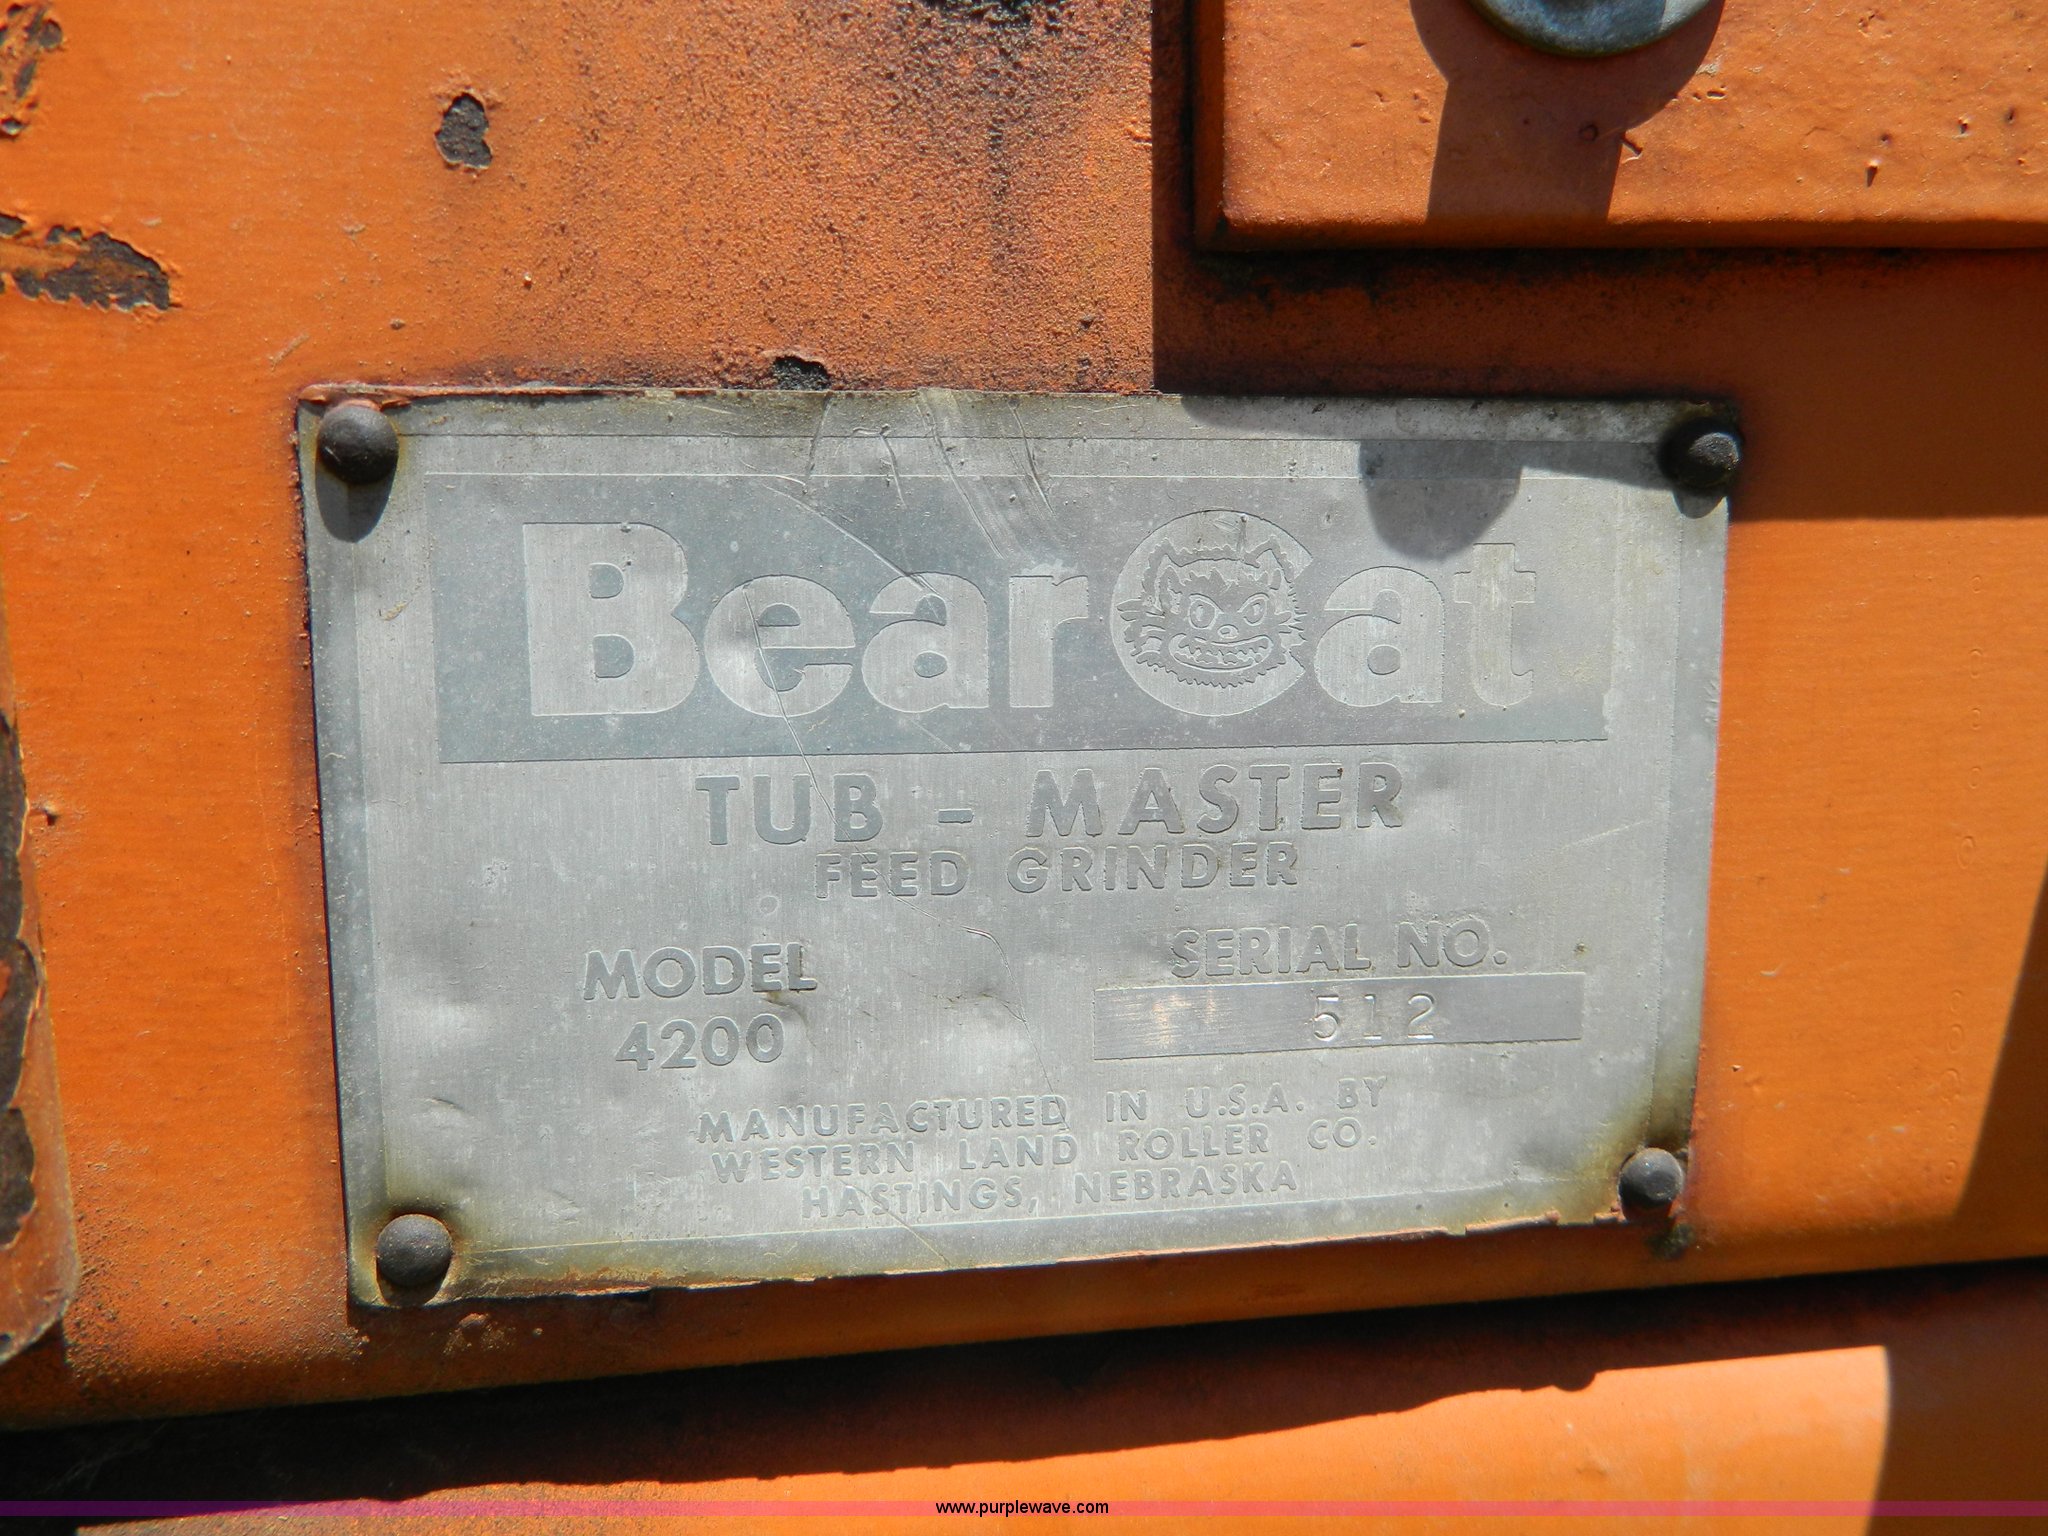 BearCat
TUB - MASTER
FEED GRINDER
MODEL
4200
SERIAL NO.
512
MANUFACTURED IN U.S.A. BY
WESTERN LAND ROLLER CO.
HASTINGS, NEBRASKA
www.purplewave.com